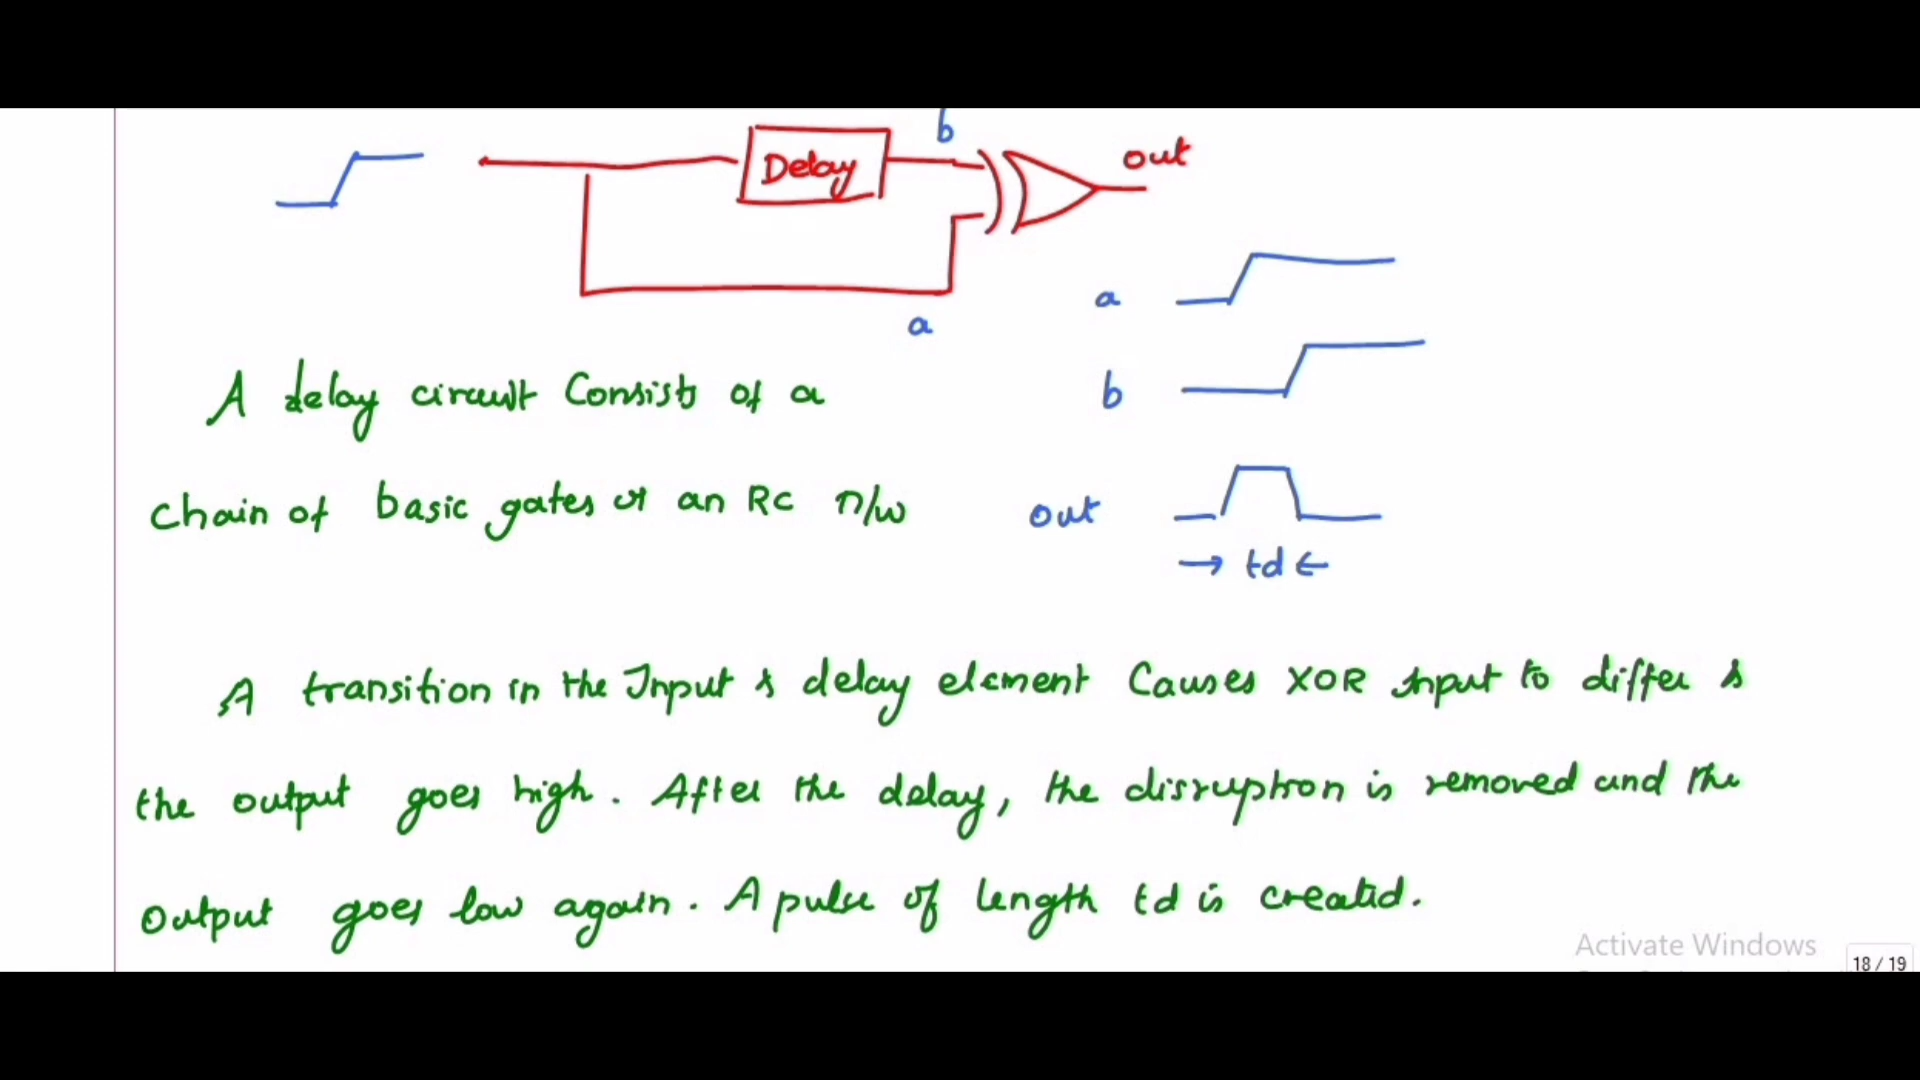 b
Delay
out
a
a
b
A delay circuit Consists of a
chain of basic gates or an RC n/w
out
→ td ←
A transition in the Input & delay element Causes XOR input to differ &
the output goes high. After the delay, the disruption is removed and the
output goes low again. A pulse of length td is created.
Activate Windows
18 / 19